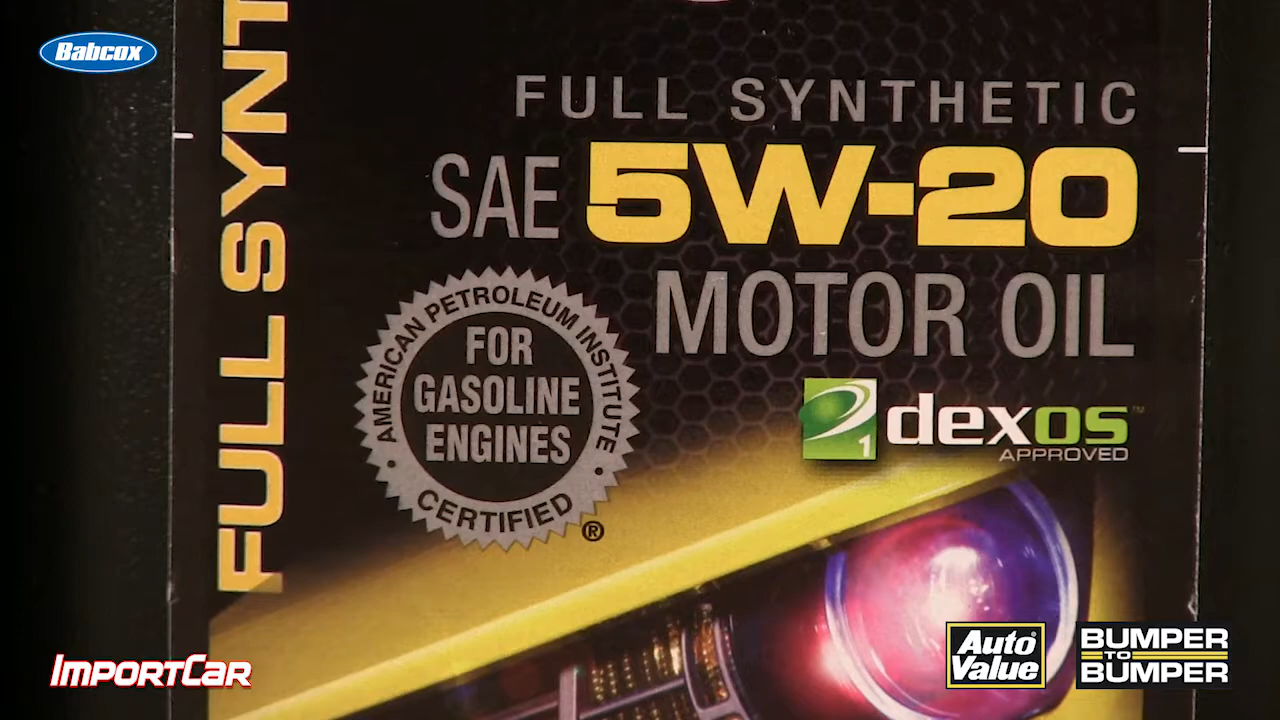 Babcox
FULL SYNT
FULL SYNTHETIC
SAE 5W-20
MOTOR OIL
AMERICAN PETROLEUM INSTITUTE
FOR
GASOLINE
ENGINES
CERTIFIED
®
1
dexos™
APPROVED
IMPORTCAR
Auto®
Value
BUMPER
TO
BUMPER